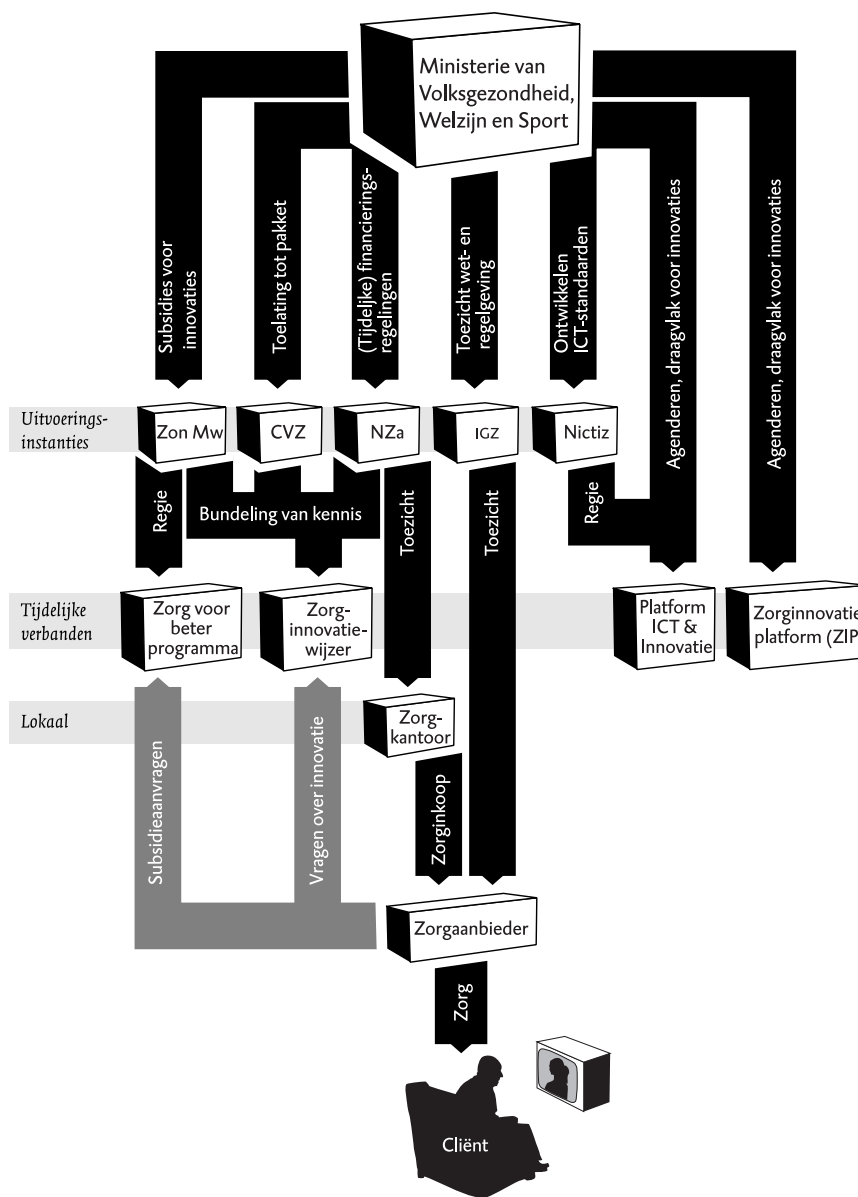 Ministerie van
Volksgezondheid,
Welzijn en Sport
Subsidies voor
innovaties
Toelating tot pakket
(Tijdelijke) financierings-
regelingen
Toezicht wet- en
regelgeving
Ontwikkelen
ICT-standaarden
Agenderen, draagvlak voor innovaties
Agenderen, draagvlak voor innovaties
Uitvoerings-
instanties
Zon Mw
CVZ
NZa
IGZ
Nictiz
Regie
Bundeling van kennis
Toezicht
Toezicht
Regie
Tijdelijke
verbanden
Zorg voor
beter
programma
Zorg-
innovatie-
wijzer
Platform
ICT &
Innovatie
Zorginnovatie
platform (ZIP
Lokaal
Zorg-
kantoor
Subsidieaanvragen
Vragen over innovatie
Zorginkoop
Zorgaanbieder
Zorg
Cliënt